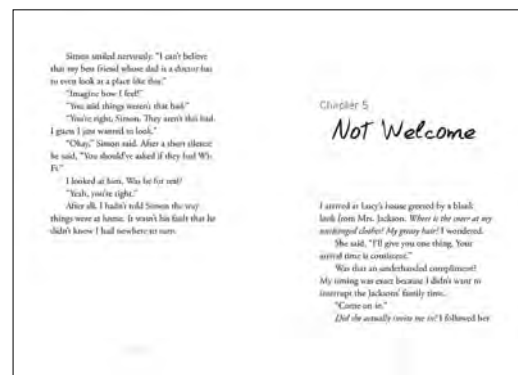 Simon smiled nervously. "I can't believe
that my best friend whose dad is a doctor has
to even look at a place like this."
"Imagine how I feel!"
"You said things weren't that bad."
"You're right, Simon. They aren't that bad.
I guess I just wanted to look."
"Okay," Simon said. After a short silence
he said, "You should've asked if they had Wi-
Fi."
I looked at him. Was he for real?
"Yeah, you're right."
After all, I hadn't told Simon the way
things were at home. It wasn't his fault that he
didn't know I had nowhere to turn.
Chapter 5
Not Welcome
I arrived at Lucy's house greeted by a blank
look from Mrs. Jackson. Where is the sneer at my
clothes? My greasy hair? I wondered.
She said, "I'll give you one thing. Your
arrival time is consistent."
Was that an underhanded compliment?
My timing was exact because I didn't want to
interrupt the Jacksons' family time.
"Come on in."
Did she actually invite me in? I followed her